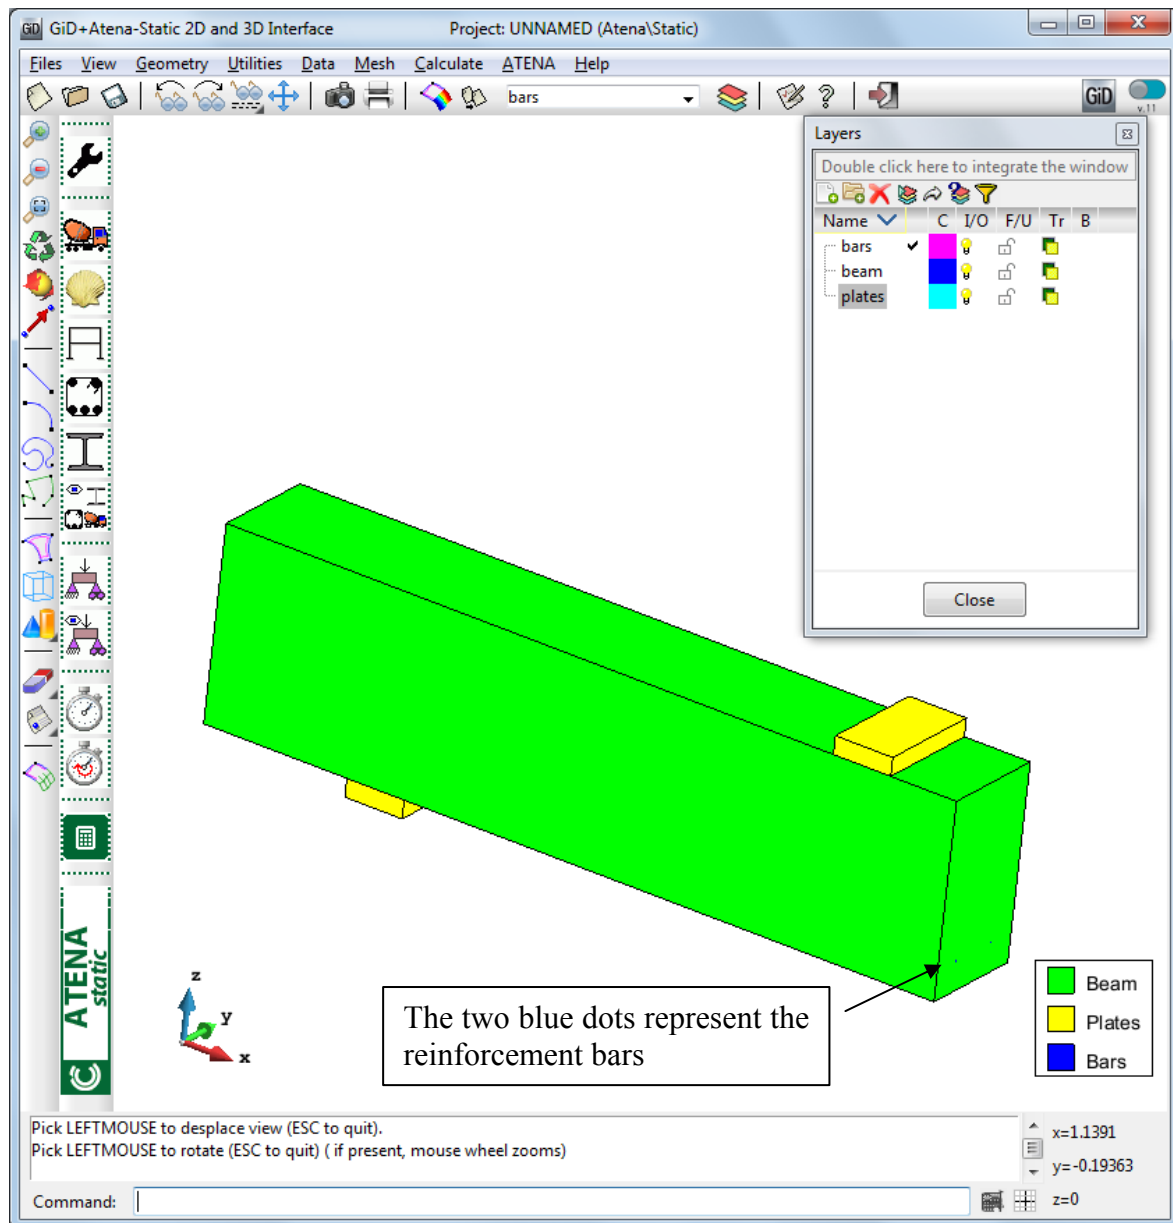 GiD GiD+Atena-Static 2D and 3D Interface Project: UNNAMED (Atena\Static)
Files View Geometry Utilities Data Mesh Calculate ATENA Help
bars GiD
v.11
Layers
Double click here to integrate the window
Name C I/O F/U Tr B
bars
beam
plates
Close
ATENA
static
z
y
x
The two blue dots represent the
reinforcement bars
Beam
Plates
Bars
Pick LEFTMOUSE to desplace view (ESC to quit).
Pick LEFTMOUSE to rotate (ESC to quit) ( if present, mouse wheel zooms)
x=1.1391
y=-0.19363
z=0
Command: